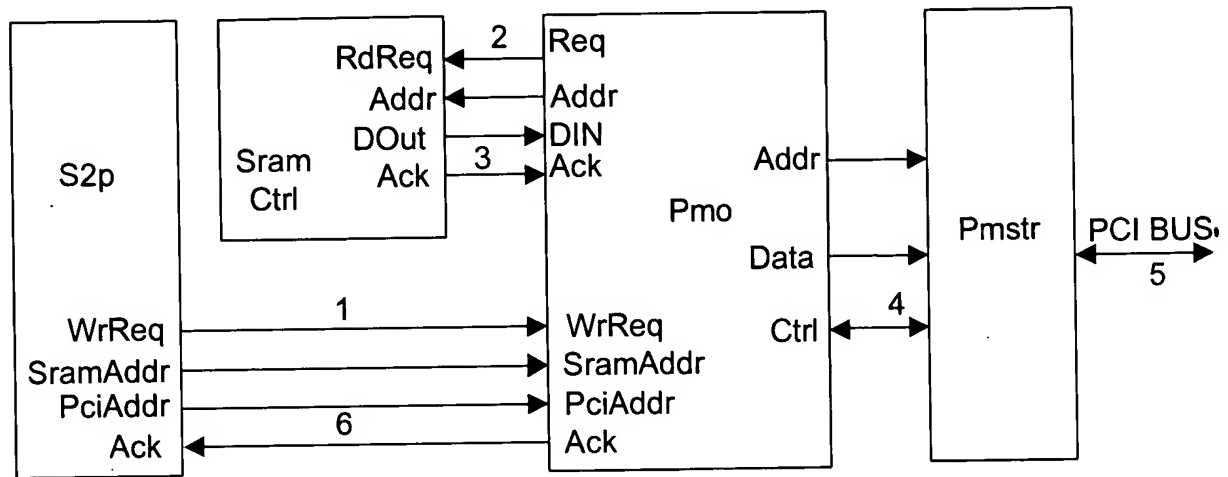 S2p
WrReq
SramAddr
PciAddr
Ack
RdReq
Addr
DOut
Ack
Sram
Ctrl
2
3
1
6
Req
Addr
DIN
Ack
Pmo
Addr
Data
Ctrl
WrReq
SramAddr
PciAddr
Ack
4
Pmstr
PCI BUS
5